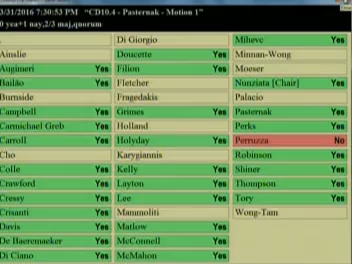 3/31/2016 7:30:53 PM "CD10.4 - Pasternak - Motion 1"
0 yea+1 nay,2/3 maj,quorum
Ainslie
Augimeri Yes
Bailão Yes
Burnside
Campbell Yes
Carmichael Greb Yes
Carroll Yes
Cho
Colle Yes
Crawford Yes
Cressy Yes
Crisanti Yes
Davis Yes
De Baeremaeker Yes
Di Ciano Yes
Di Giorgio
Doucette Yes
Filion Yes
Fletcher
Fragedakis
Grimes Yes
Holland
Holyday Yes
Karygiannis
Kelly Yes
Layton Yes
Lee Yes
Mammoliti
Matlow Yes
McConnell Yes
McMahon Yes
Mihevc Yes
Minnan-Wong
Moeser
Nunziata [Chair] Yes
Palacio
Pasternak Yes
Perks Yes
Perruzza No
Robinson Yes
Shiner Yes
Thompson Yes
Tory Yes
Wong-Tam